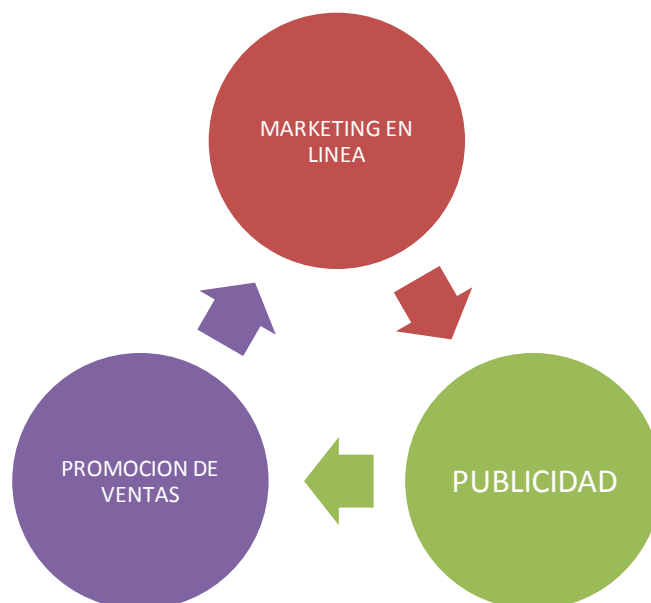 MARKETING EN
LINEA
PUBLICIDAD
PROMOCION DE
VENTAS